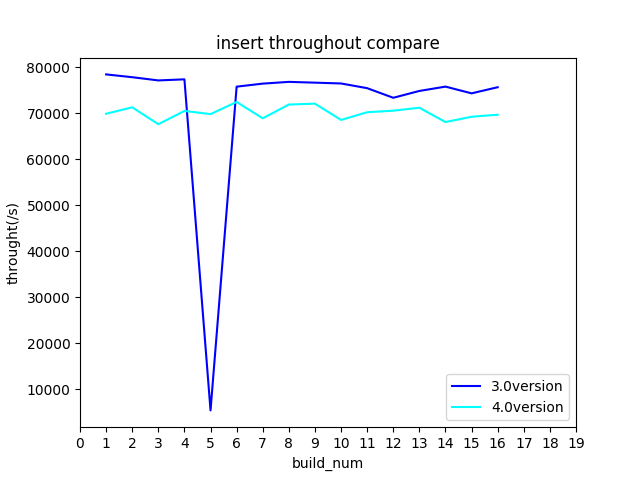 insert throughout compare
throught(/s)
80000
70000
60000
50000
40000
30000
20000
10000
0 1 2 3 4 5 6 7 8 9 10 11 12 13 14 15 16 17 18 19
build_num
3.0version
4.0version